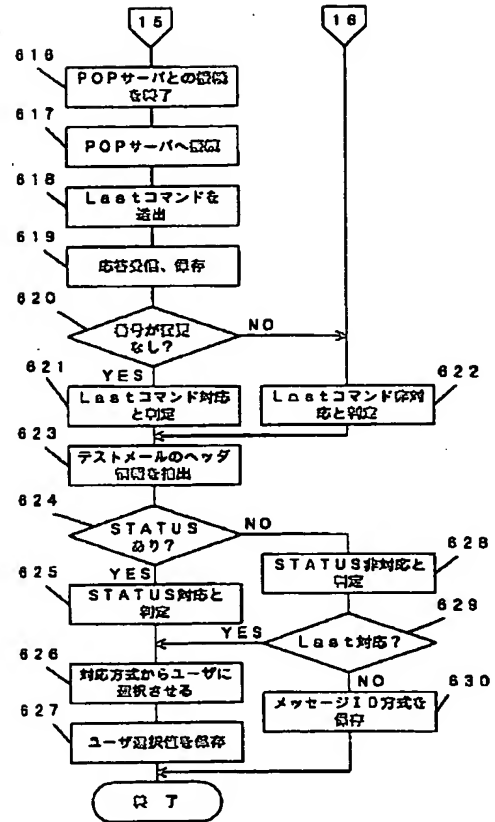 15
16
616
POPサーバとの接続
を終了
617
POPサーバへ接続
618
Lastコマンドを
送出
619
応答受信、保存
620
番号が
なし?
NO
YES
621
Lastコマンド対応
と判定
622
Lastコマンド非対
応と判定
623
テストメールのヘッダ
情報を抽出
624
STATUS
あり?
NO
YES
625
STATUS対応と
判定
628
STATUS非対応と
判定
629
Last対応?
YES
NO
626
対応方式からユーザに
選択させる
630
メッセージID方式を
保存
627
ユーザ選択値を保存
終了